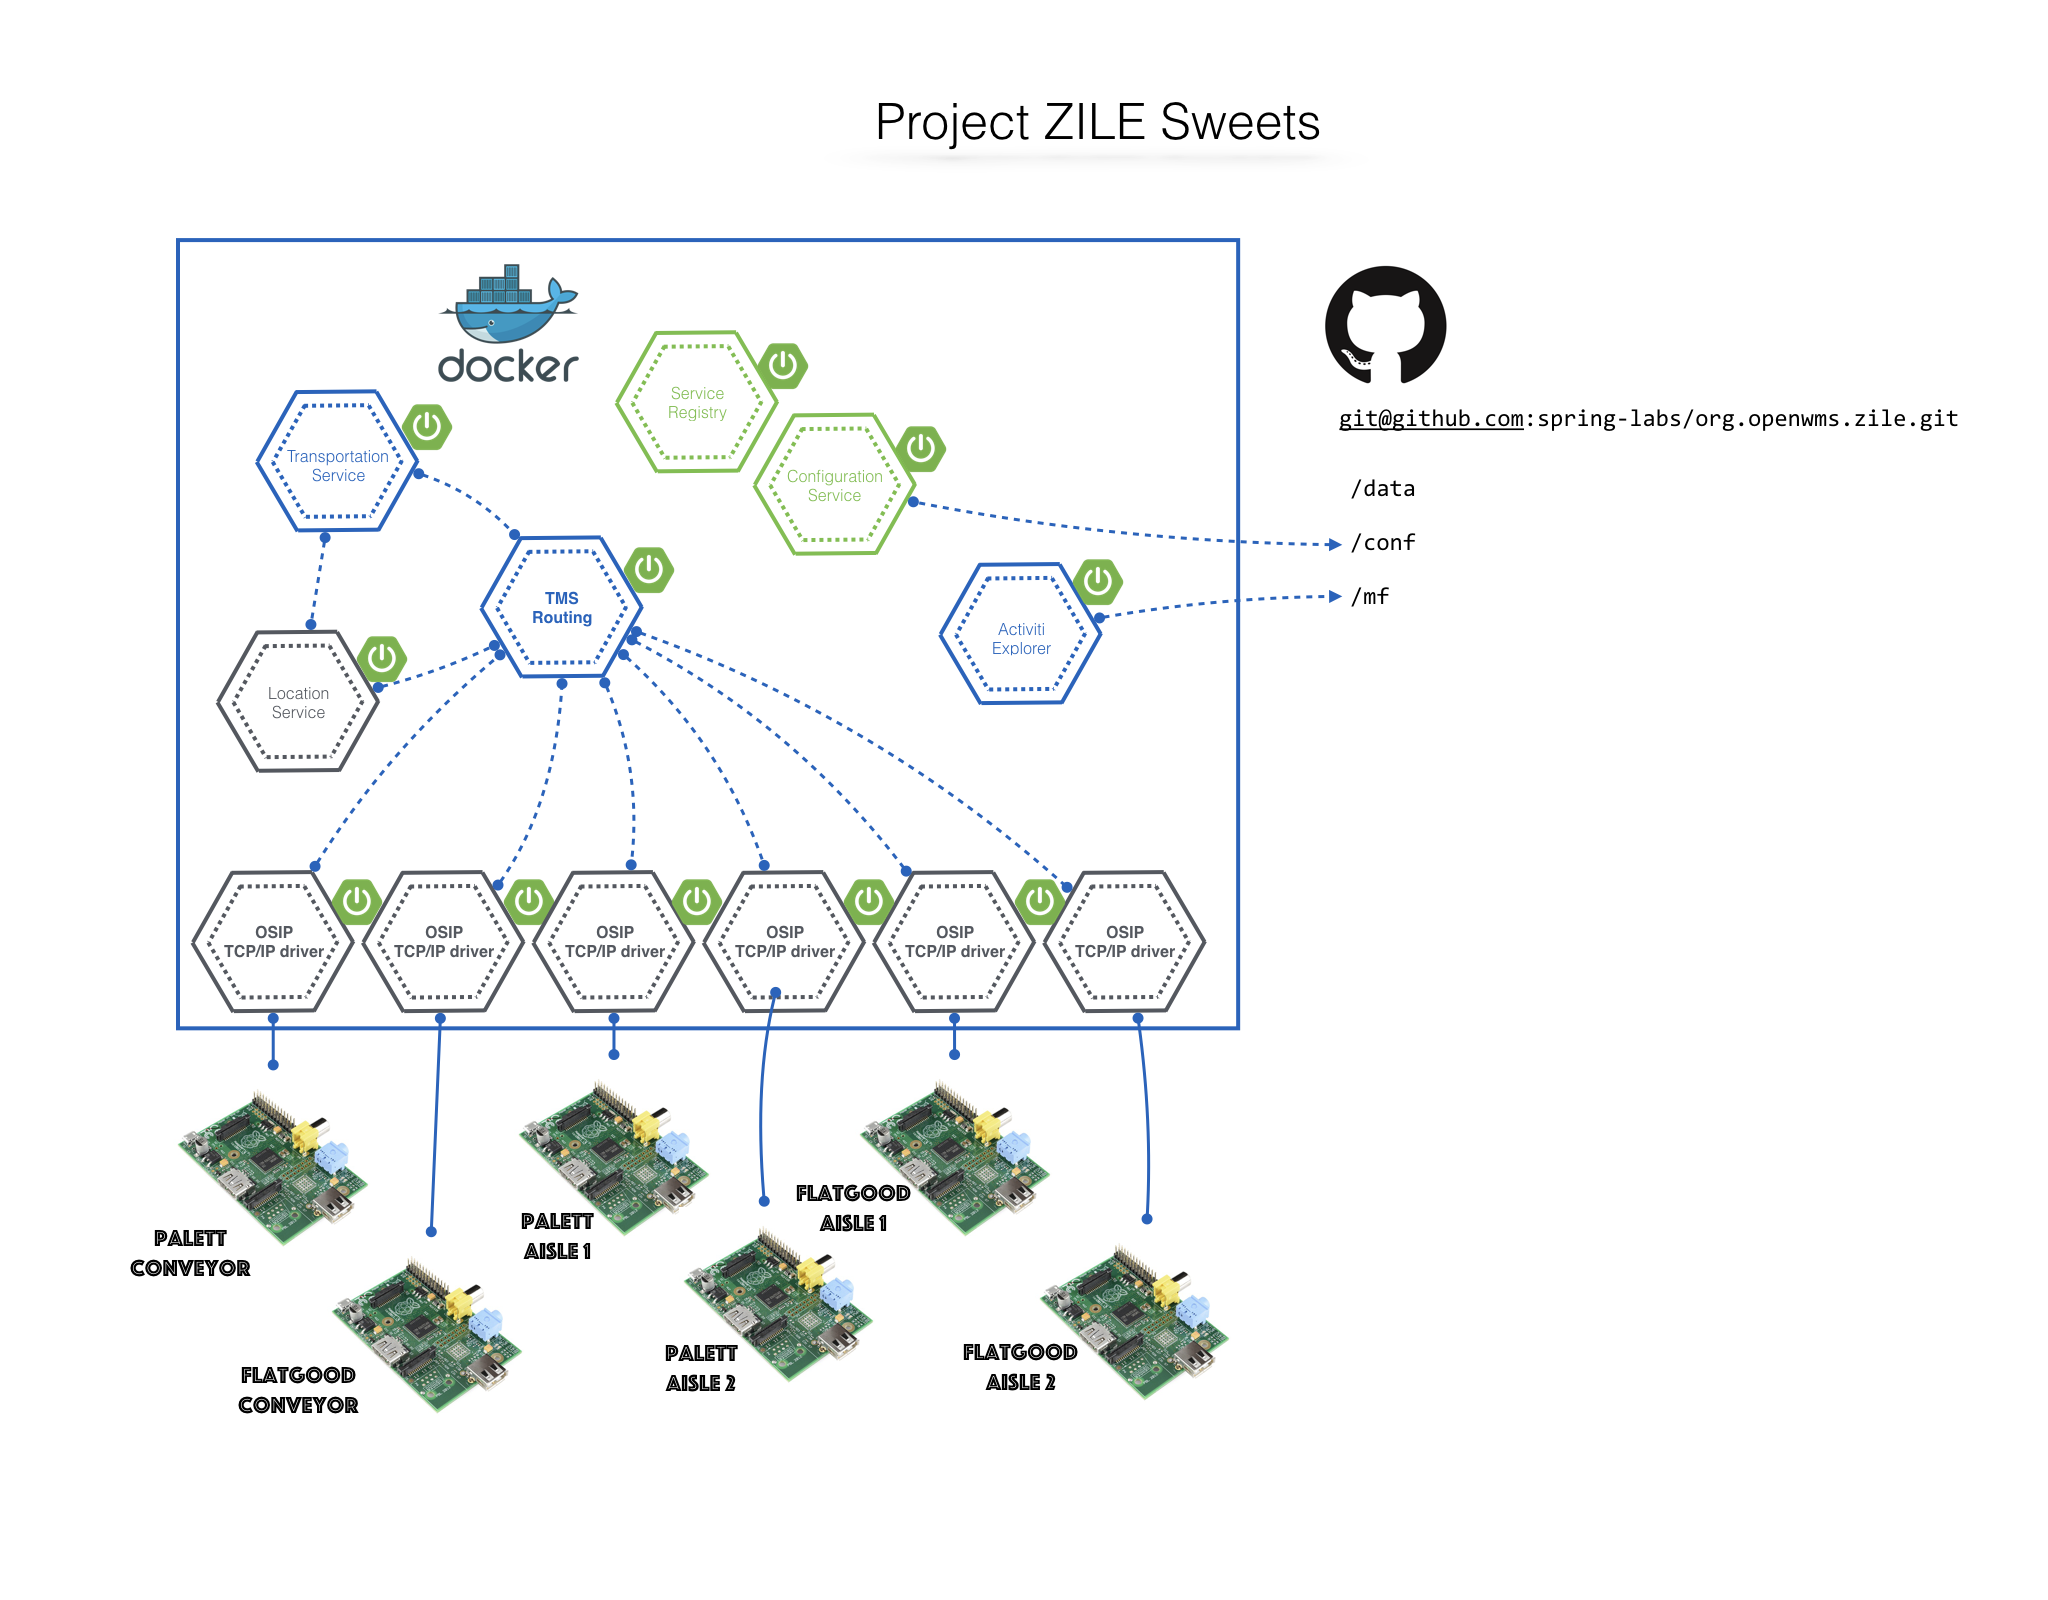 Project ZILE Sweets
docker
Service
Registry
Transportation
Service
Configuration
Service
git@github.com:spring-labs/org.openwms.zile.git
/data
/conf
/mf
TMS
Routing
Activiti
Explorer
Location
Service
OSIP
TCP/IP driver
OSIP
TCP/IP driver
OSIP
TCP/IP driver
OSIP
TCP/IP driver
OSIP
TCP/IP driver
OSIP
TCP/IP driver
PALETT
CONVEYOR
FLATGOOD
CONVEYOR
PALETT
AISLE 1
PALETT
AISLE 2
FLATGOOD
AISLE 1
FLATGOOD
AISLE 2